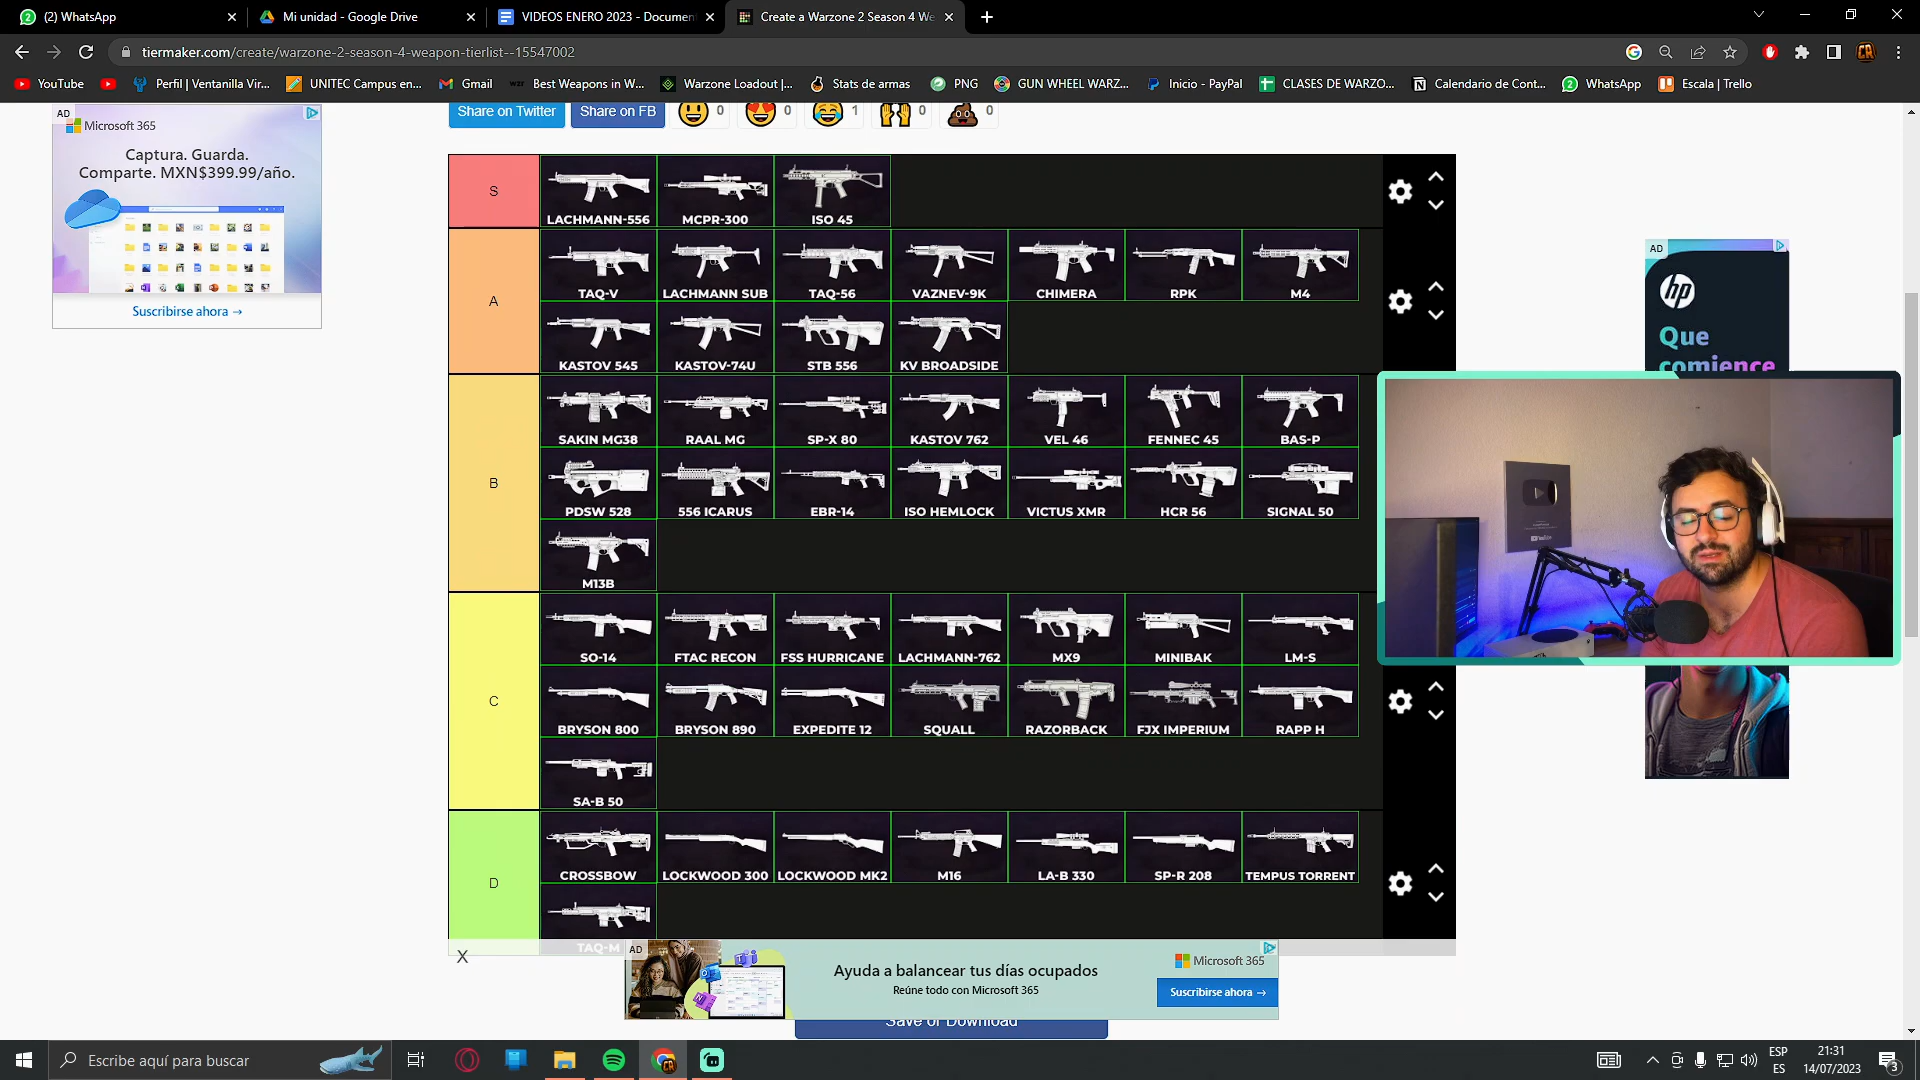 (2) WhatsApp
Mi unidad - Google Drive
VIDEOS ENERO 2023 - Documen
Create a Warzone 2 Season 4 We
tiermaker.com/create/warzone-2-season-4-weapon-tierlist--15547002
YouTube
Perfil | Ventanilla Vir...
UNITEC Campus en...
Gmail
Best Weapons in W...
Warzone Loadout |...
Stats de armas
PNG
GUN WHEEL WARZ...
Inicio - PayPal
CLASES DE WARZO...
Calendario de Cont...
WhatsApp
Escala | Trello
AD
Microsoft 365
Captura. Guarda.
Comparte. MXN$399.99/año.
Suscribirse ahora →
Share on Twitter
Share on FB
0
0
1
0
0
S
LACHMANN-556
MCPR-300
ISO 45
A
TAQ-V
LACHMANN SUB
TAQ-56
VAZNEV-9K
CHIMERA
RPK
M4
KASTOV 545
KASTOV-74U
STB 556
KV BROADSIDE
B
SAKIN MG38
RAAL MG
SP-X 80
KASTOV 762
VEL 46
FENNEC 45
BAS-P
PDSW 528
556 ICARUS
EBR-14
ISO HEMLOCK
VICTUS XMR
HCR 56
SIGNAL 50
M13B
C
SO-14
FTAC RECON
FSS HURRICANE
LACHMANN-762
MX9
MINIBAK
LM-S
BRYSON 800
BRYSON 890
EXPEDITE 12
SQUALL
RAZORBACK
FJX IMPERIUM
RAPP H
SA-B 50
D
CROSSBOW
LOCKWOOD 300
LOCKWOOD MK2
M16
LA-B 330
SP-R 208
TEMPUS TORRENT
TAQ-M
AD
hp
Que
comience
X
AD
Ayuda a balancear tus días ocupados
Reúne todo con Microsoft 365
Microsoft 365
Suscribirse ahora →
Save or Download
Escribe aquí para buscar
ESP
ES
21:31
14/07/2023
3